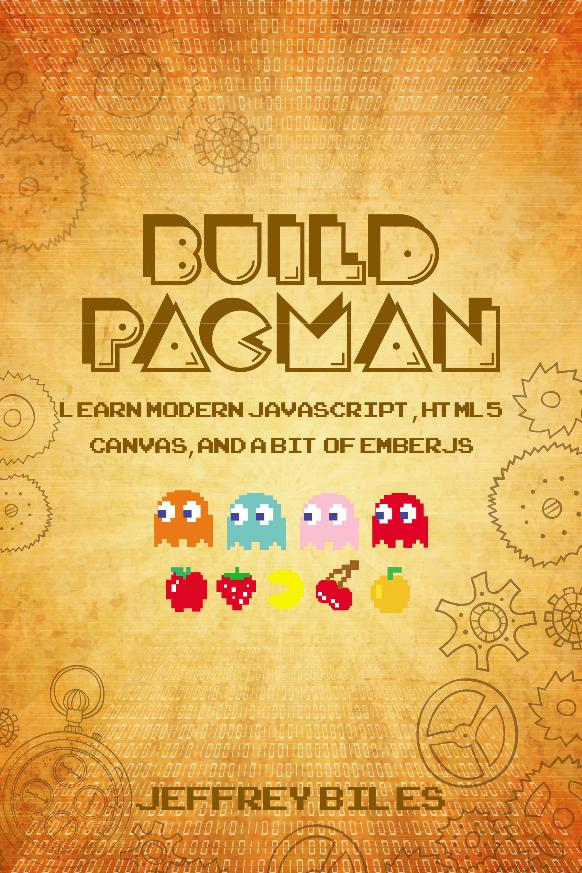 BUILD
PACMAN
LEARN MODERN JAVASCRIPT, HTML5
CANVAS, AND A BIT OF EMBERJS
JEFFREY BILES